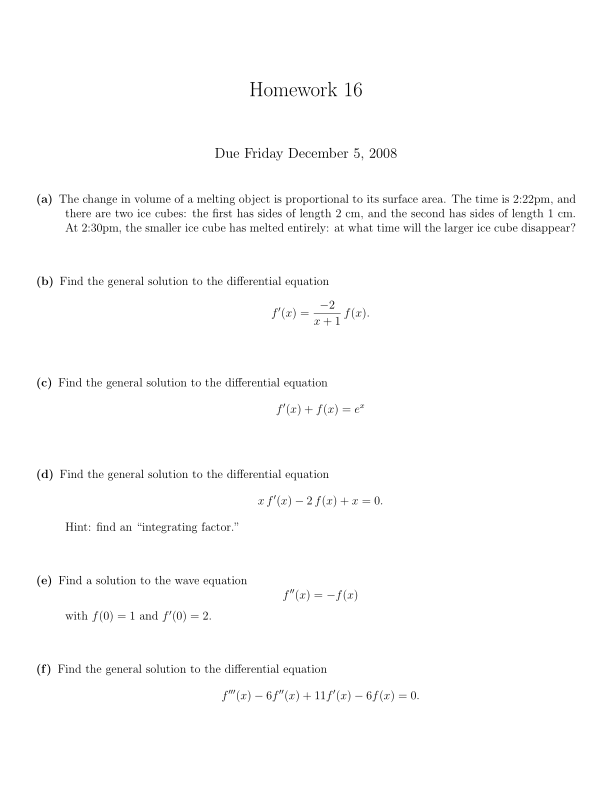 Homework 16
Due Friday December 5, 2008
(a) The change in volume of a melting object is proportional to its surface area. The time is 2:22pm, and
there are two ice cubes: the first has sides of length 2 cm, and the second has sides of length 1 cm.
At 2:30pm, the smaller ice cube has melted entirely: at what time will the larger ice cube disappear?
(b) Find the general solution to the differential equation
f′(x) = −2/(x + 1) f(x).
(c) Find the general solution to the differential equation
f′(x) + f(x) = eˣ
(d) Find the general solution to the differential equation
x f′(x) − 2 f(x) + x = 0.
Hint: find an “integrating factor.”
(e) Find a solution to the wave equation
f″(x) = −f(x)
with f(0) = 1 and f′(0) = 2.
(f) Find the general solution to the differential equation
f‴(x) − 6f″(x) + 11f′(x) − 6f(x) = 0.